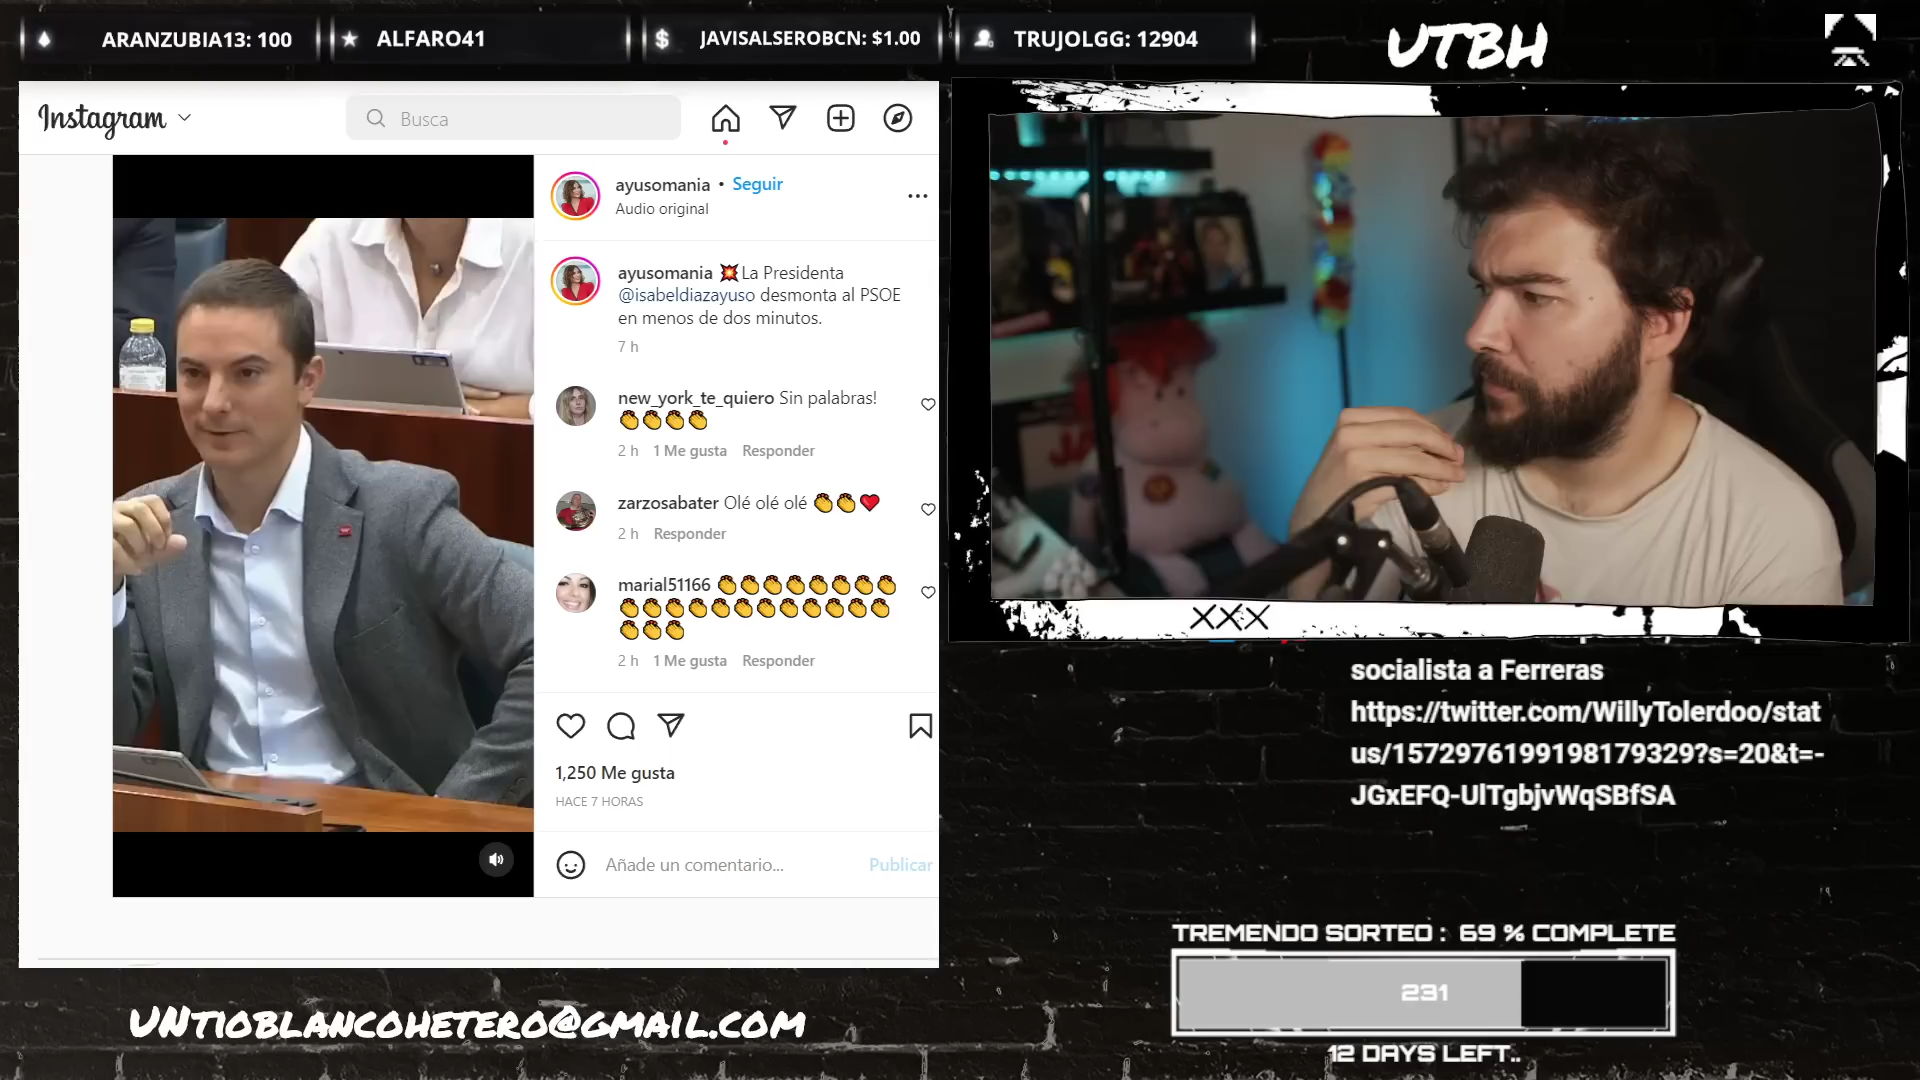 ARANZUBIA13: 100
ALFARO41
$ JAVISALSEROBCN: $1.00
TRUJOLGG: 12904
UTBH
Instagram
Busca
ayusomania • Seguir
Audio original
ayusomania 💥La Presidenta
@isabeldiazayuso desmonta al PSOE
en menos de dos minutos.
7 h
new_york_te_quiero Sin palabras!
👏👏👏👏
2 h 1 Me gusta Responder
zarzosabater Olé olé olé 👏👏❤️
2 h Responder
marial51166 👏👏👏👏👏👏👏👏
👏👏👏👏👏👏👏👏👏👏👏👏
👏👏👏
2 h 1 Me gusta Responder
1,250 Me gusta
HACE 7 HORAS
Añade un comentario...
Publicar
XXX
socialista a Ferreras
https://twitter.com/WillyTolerdoo/stat
us/1572976199198179329?s=20&t=-
JGxEFQ-UlTgbjvWqSBfSA
TREMENDO SORTEO : 69 % COMPLETE
231
12 DAYS LEFT..
UNTIOBLANCOHETERO@GMAIL.COM